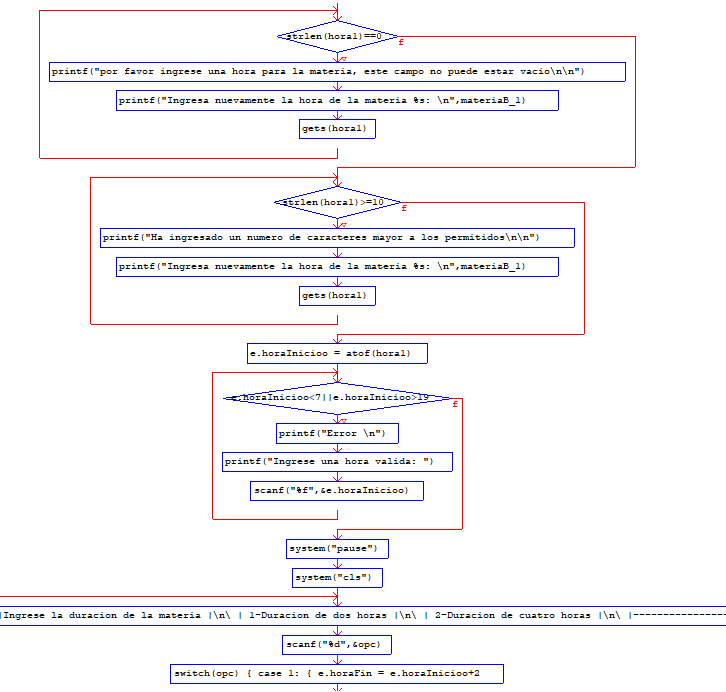 strlen(hora1)==0
f
v
printf("por favor ingrese una hora para la materia, este campo no puede estar vacio\n\n")
printf("Ingresa nuevamente la hora de la materia %s: \n",materiaB_1)
gets(hora1)
strlen(hora1)>=10
f
v
printf("Ha ingresado un numero de caracteres mayor a los permitidos\n\n")
printf("Ingresa nuevamente la hora de la materia %s: \n",materiaB_1)
gets(hora1)
e.horaInicioo = atof(hora1)
e.horaInicioo<7||e.horaInicioo>19
f
v
printf("Error \n")
printf("Ingrese una hora valida: ")
scanf("%f",&e.horaInicioo)
system("pause")
system("cls")
|Ingrese la duracion de la materia |\n\ | 1-Duracion de dos horas |\n\ | 2-Duracion de cuatro horas |\n\ |----------------
scanf("%d",&opc)
switch(opc) { case 1: { e.horaFin = e.horaInicioo+2